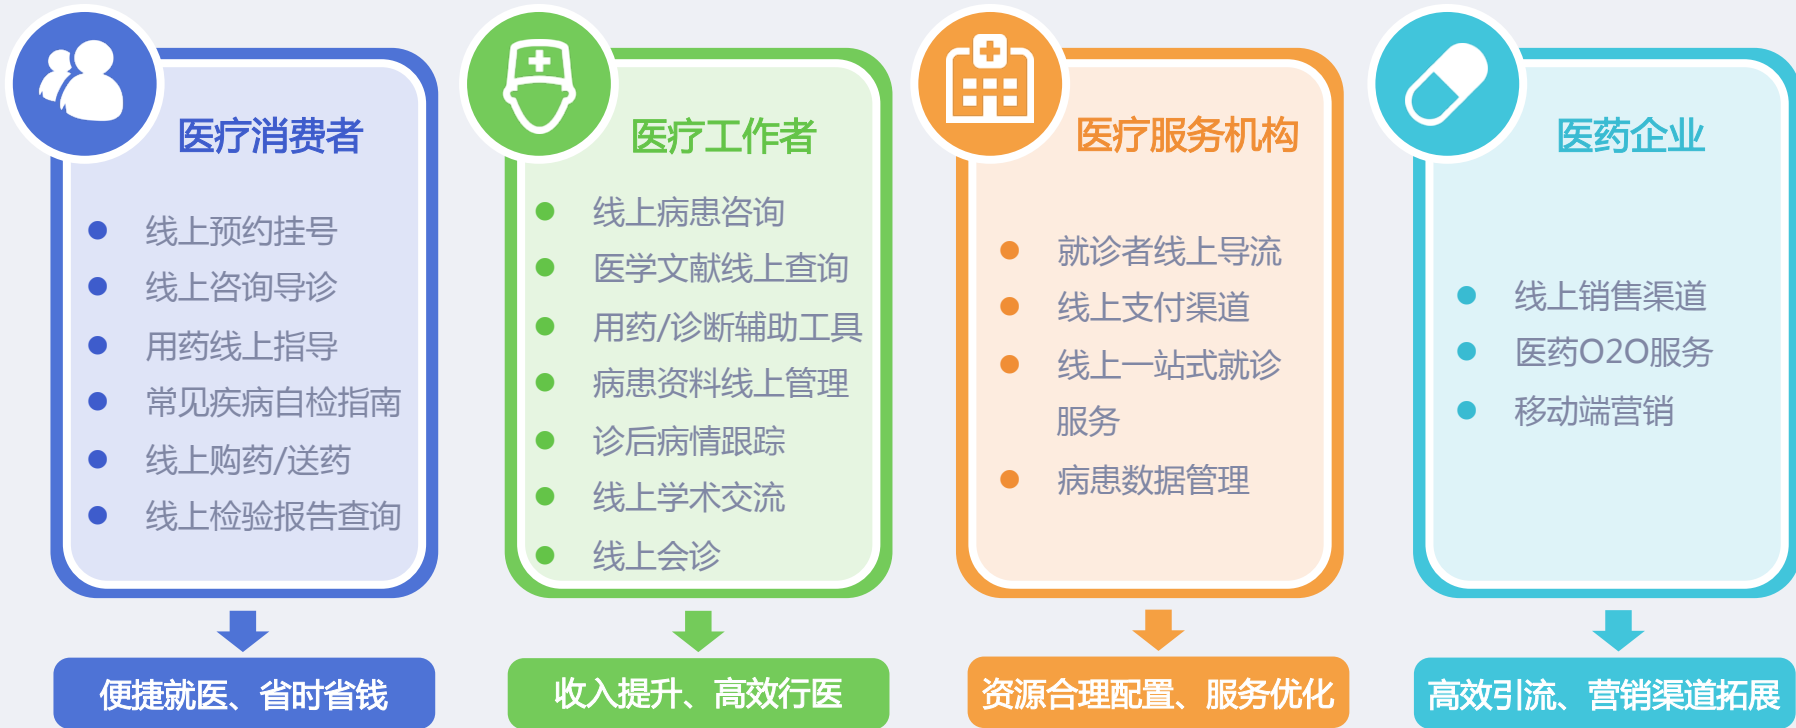 医疗消费者
线上预约挂号
线上咨询导诊
用药线上指导
常见疾病自检指南
线上购药/送药
线上检验报告查询
便捷就医、省时省钱
医疗工作者
线上病患咨询
医学文献线上查询
用药/诊断辅助工具
病患资料线上管理
诊后病情跟踪
线上学术交流
线上会诊
收入提升、高效行医
医疗服务机构
就诊者线上导流
线上支付渠道
线上一站式就诊
服务
病患数据管理
资源合理配置、服务优化
医药企业
线上销售渠道
医药O2O服务
移动端营销
高效引流、营销渠道拓展